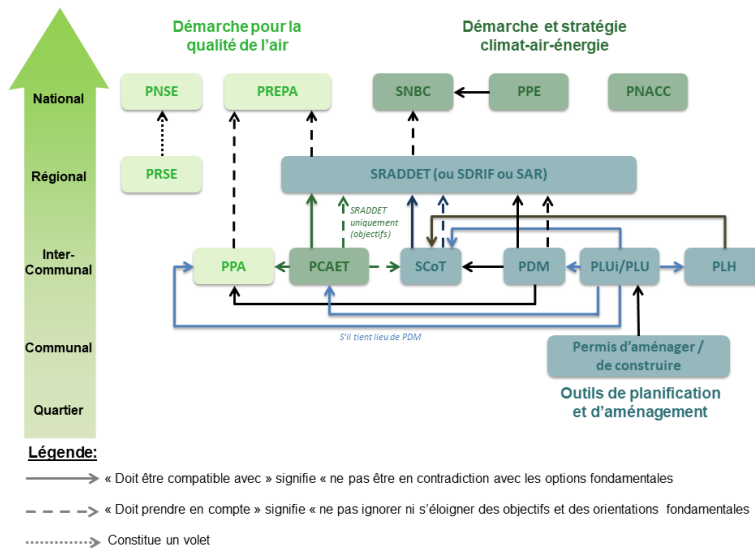 Démarche pour la
qualité de l'air
Démarche et stratégie
climat-air-énergie
National
PNSE
PREPA
SNBC
PPE
PNACC
Régional
PRSE
SRADDET (ou SDRIF ou SAR)
SRADDET
uniquement
(objectifs)
Inter-
Communal
PPA
PCAET
SCoT
PDM
PLUi/PLU
PLH
S'il tient lieu de PDM
Communal
Permis d'aménager /
de construire
Quartier
Outils de planification
et d'aménagement
Légende:
« Doit être compatible avec » signifie « ne pas être en contradiction avec les options fondamentales
« Doit prendre en compte » signifie « ne pas ignorer ni s'éloigner des objectifs et des orientations fondamentales
Constitue un volet